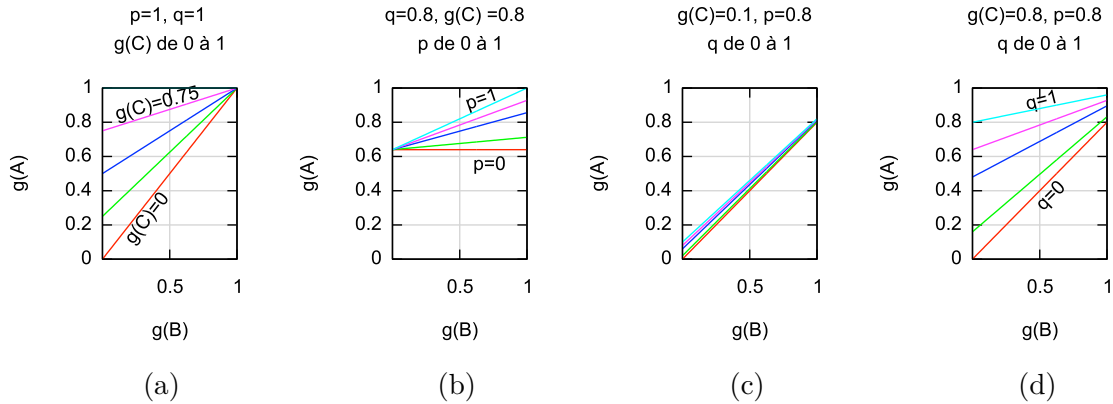 p=1, q=1
g(C) de 0 à 1
g(A)
1
0.8
0.6
0.4
0.2
0
g(C)=0.75
g(C)=0
0.5
1
g(B)
(a)
q=0.8, g(C) =0.8
p de 0 à 1
g(A)
1
0.8
0.6
0.4
0.2
0
p=1
p=0
0.5
1
g(B)
(b)
g(C)=0.1, p=0.8
q de 0 à 1
g(A)
1
0.8
0.6
0.4
0.2
0
0.5
1
g(B)
(c)
g(C)=0.8, p=0.8
q de 0 à 1
g(A)
1
0.8
0.6
0.4
0.2
0
q=1
q=0
0.5
1
g(B)
(d)